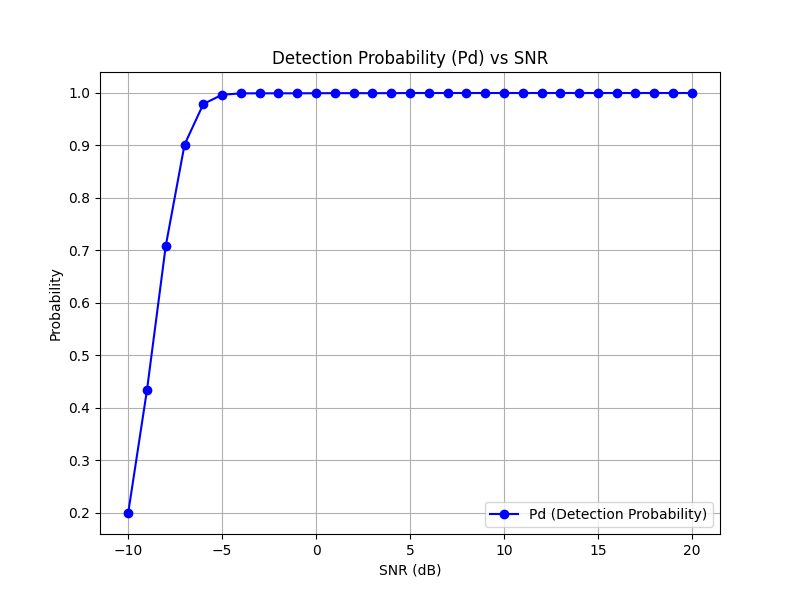 Detection Probability (Pd) vs SNR
Probability
1.0
0.9
0.8
0.7
0.6
0.5
0.4
0.3
0.2
Pd (Detection Probability)
−10 −5 0 5 10 15 20
SNR (dB)